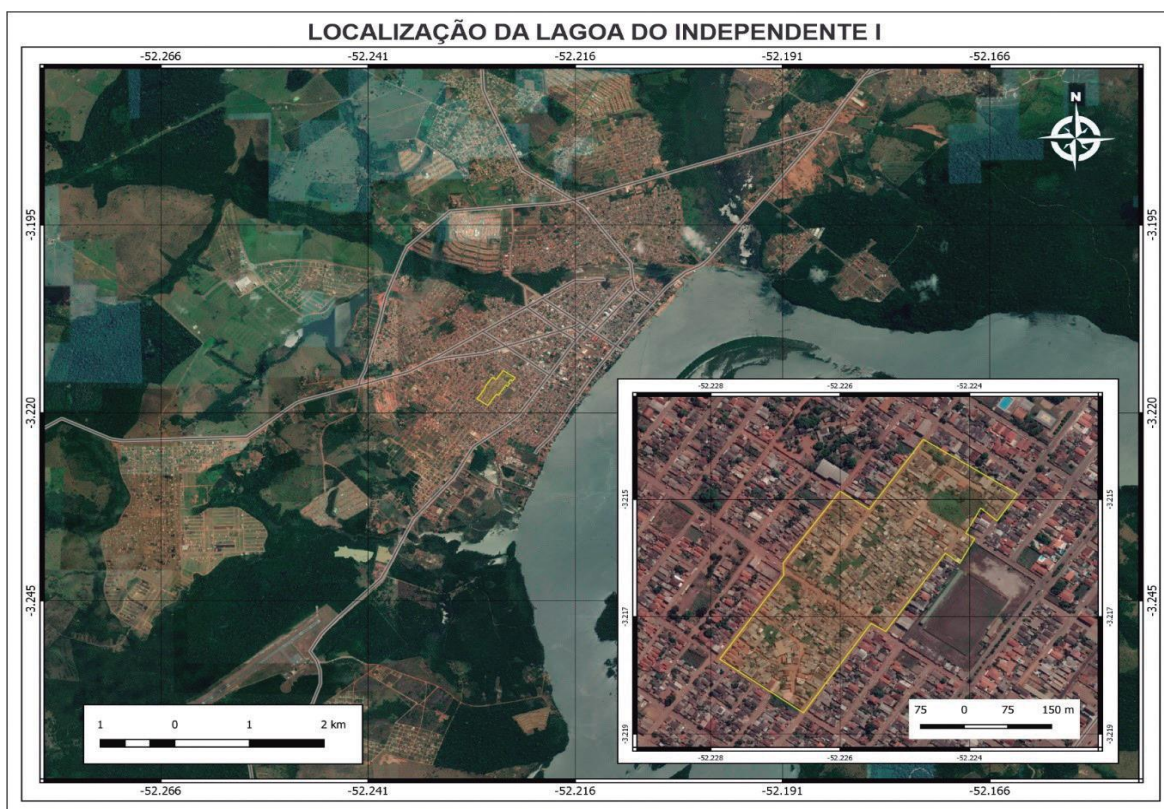 LOCALIZAÇÃO DA LAGOA DO INDEPENDENTE I
-52.266 -52.241 -52.216 -52.191 -52.166
N
-3.195 -3.195
-3.220 -3.220
-3.245 -3.245
-52.228 -52.226 -52.224
-3.215 -3.215
-3.217 -3.217
-3.219 -3.219
-52.228 -52.226 -52.224
75 0 75 150 m
1 0 1 2 km
-52.266 -52.241 -52.216 -52.191 -52.166